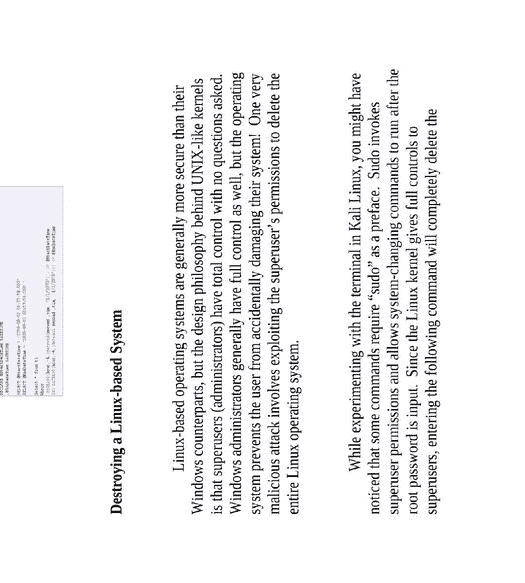 Destroying a Linux-based System
Linux-based operating systems are generally more secure than their
Windows counterparts, but the design philosophy behind UNIX-like kernels
is that superusers (administrators) have total control with no questions asked.
Windows administrators generally have full control as well, but the operating
system prevents the user from accidentally damaging their system! One very
malicious attack involves exploiting the superuser's permissions to delete the
entire Linux operating system.
While experimenting with the terminal in Kali Linux, you might have
noticed that some commands require “sudo” as a preface. Sudo invokes
superuser permissions and allows system-changing commands to run after the
root password is input. Since the Linux kernel gives full controls to
superusers, entering the following command will completely delete the